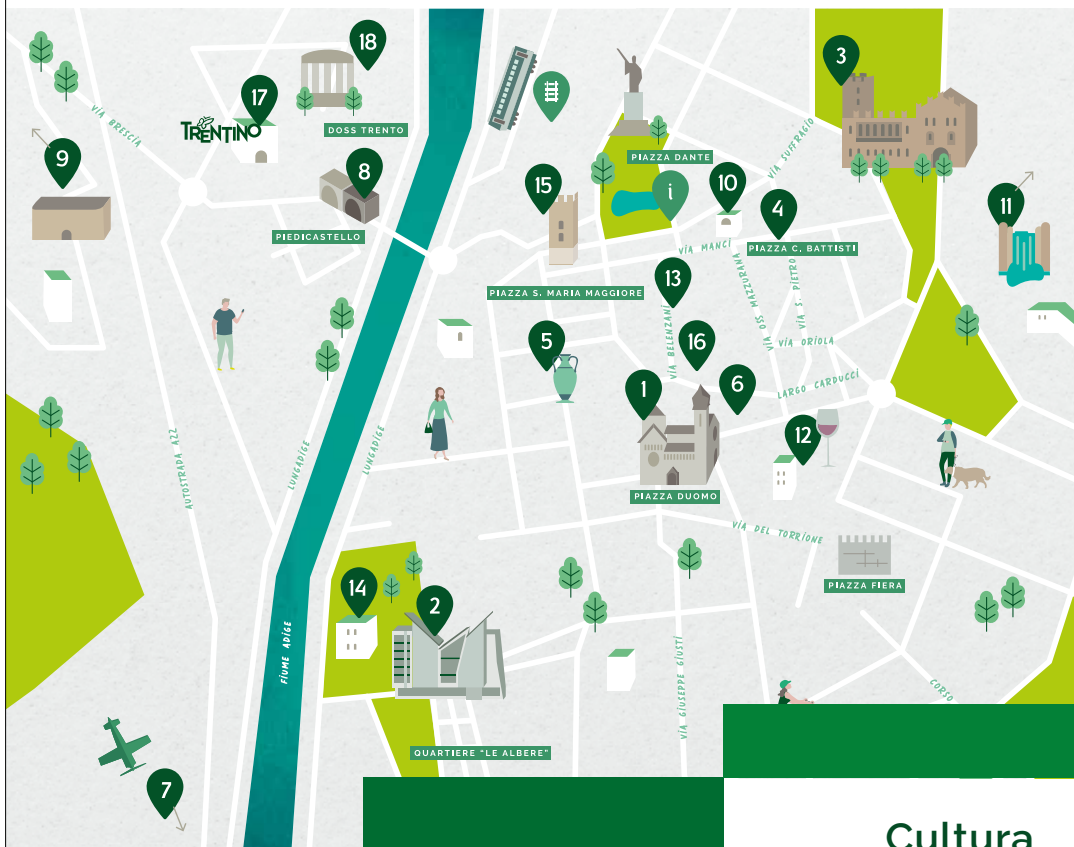 18
3
17
TRENTINO
DOSS TRENTO
VIA BRESCIA
PIAZZA DANTE
VIA SUFFRAGIO
9
8
15
i
10
4
11
PIEDICASTELLO
VIA MANCI
PIAZZA C. BATTISTI
PIAZZA S. MARIA MAGGIORE
13
VIA OSS MAZZURANA
VIA S. PIETRO
VIA BELENZANI
5
16
VIA ORIOLA
1
6
LARGO CARDUCCI
12
AUTOSTRADA A22
LUNGADIGE
LUNGADIGE
PIAZZA DUOMO
VIA DEL TORRIONE
PIAZZA FIERA
14
2
FIUME ADIGE
VIA GIUSEPPE GIUSTI
CORSO
QUARTIERE "LE ALBERE"
7
Cultura